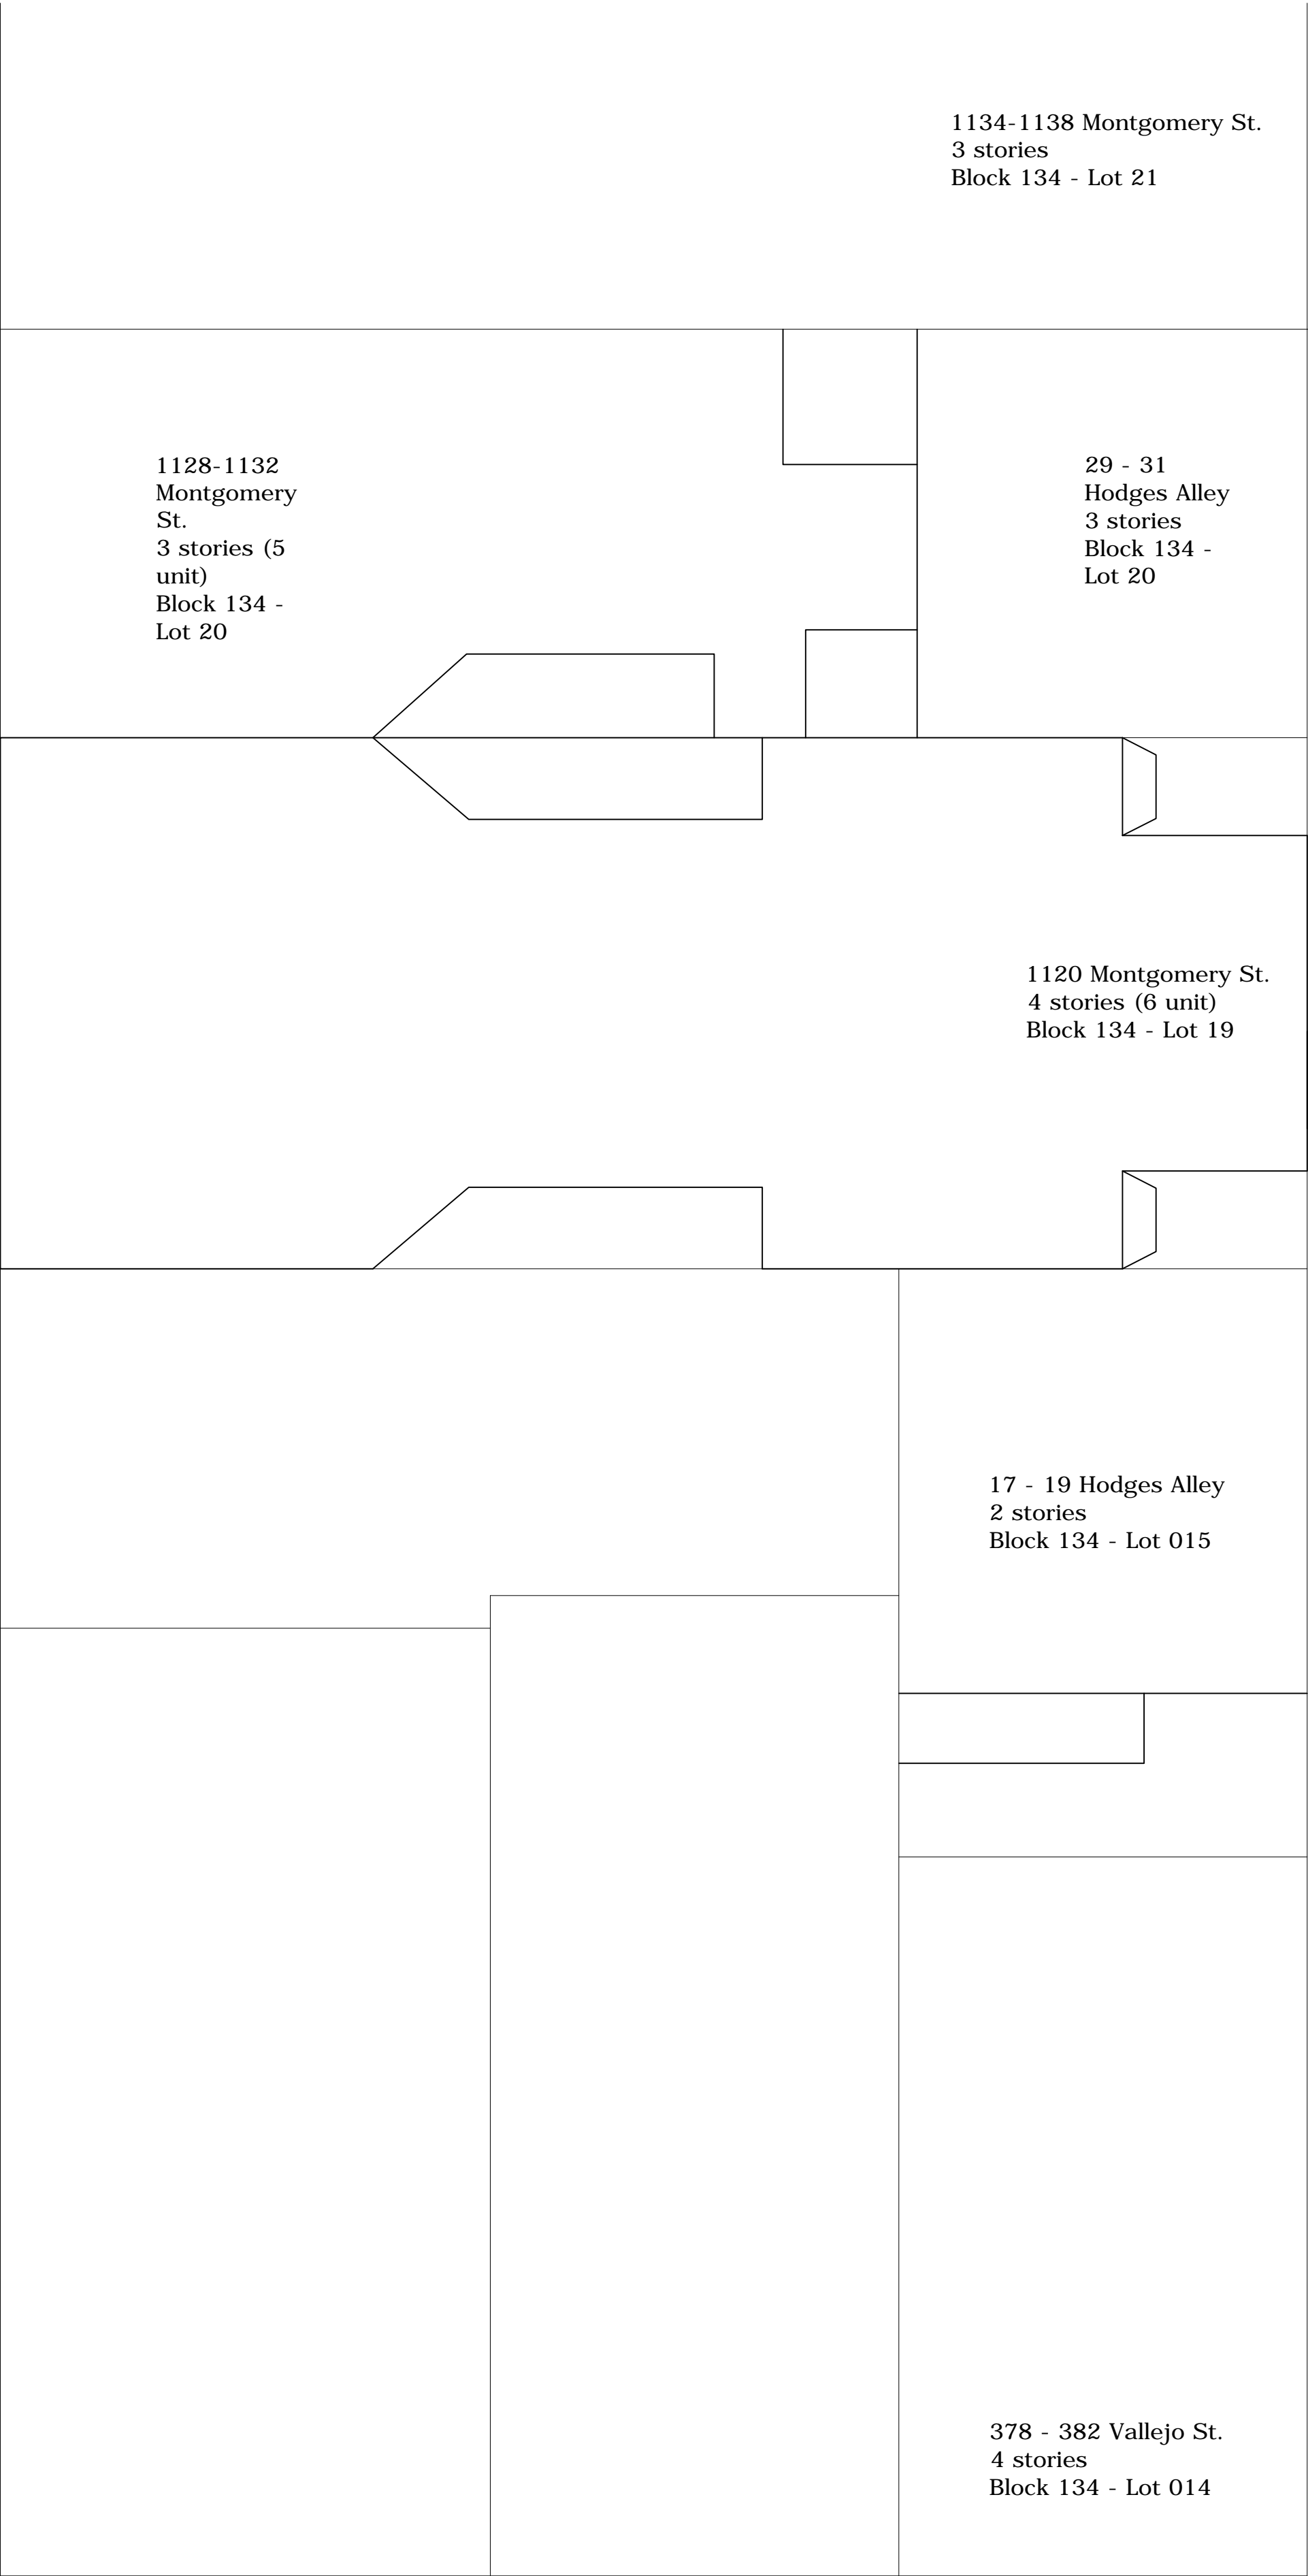 1134-1138 Montgomery St.
3 stories
Block 134 - Lot 21
1128-1132
Montgomery
St.
3 stories (5
unit)
Block 134 -
Lot 20
29 - 31
Hodges Alley
3 stories
Block 134 -
Lot 20
1120 Montgomery St.
4 stories (6 unit)
Block 134 - Lot 19
17 - 19 Hodges Alley
2 stories
Block 134 - Lot 015
378 - 382 Vallejo St.
4 stories
Block 134 - Lot 014